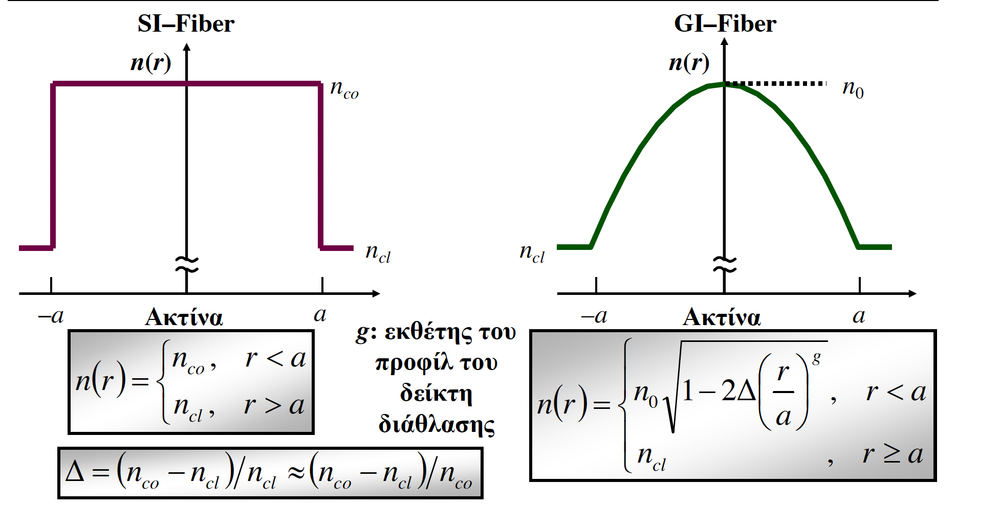 SI–Fiber
n(r)
n_co
n_cl
–a Ακτίνα a
GI–Fiber
n(r)
n_0
n_cl
–a Ακτίνα a
n(r) = { n_co , r < a
n_cl , r > a
g: εκθέτης του
προφίλ του
δείκτη
διάθλασης
n(r) = { n_0 √(1 – 2Δ(r/a)^g) , r < a
n_cl , r ≥ a
Δ = (n_co – n_cl)/n_cl ≈ (n_co – n_cl)/n_co